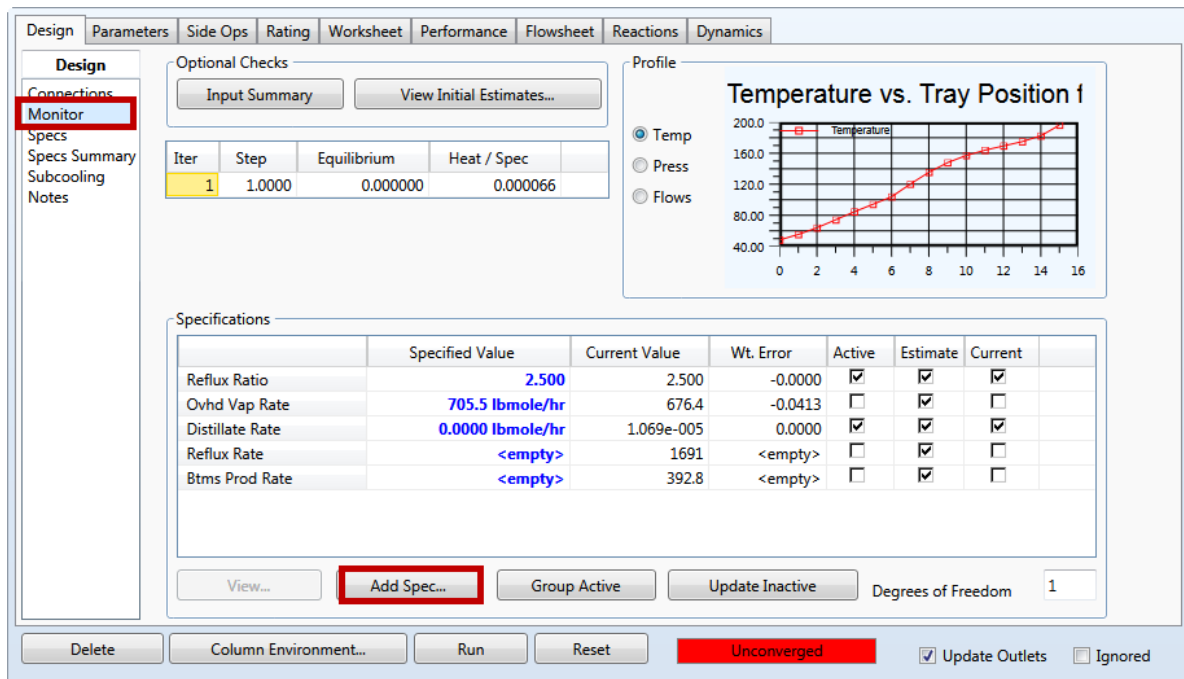 Design Parameters Side Ops Rating Worksheet Performance Flowsheet Reactions Dynamics
Design
Connections
Monitor
Specs
Specs Summary
Subcooling
Notes
Optional Checks
Input Summary View Initial Estimates...
Iter Step Equilibrium Heat / Spec
1 1.0000 0.000000 0.000066
Profile
Temp
Press
Flows
Temperature vs. Tray Position f
Temperature
200.0
160.0
120.0
80.00
40.00
0 2 4 6 8 10 12 14 16
Specifications
Specified Value Current Value Wt. Error Active Estimate Current
Reflux Ratio 2.500 2.500 -0.0000
Ovhd Vap Rate 705.5 lbmole/hr 676.4 -0.0413
Distillate Rate 0.0000 lbmole/hr 1.069e-005 0.0000
Reflux Rate <empty> 1691 <empty>
Btms Prod Rate <empty> 392.8 <empty>
View... Add Spec... Group Active Update Inactive Degrees of Freedom 1
Delete Column Environment... Run Reset Unconverged Update Outlets Ignored